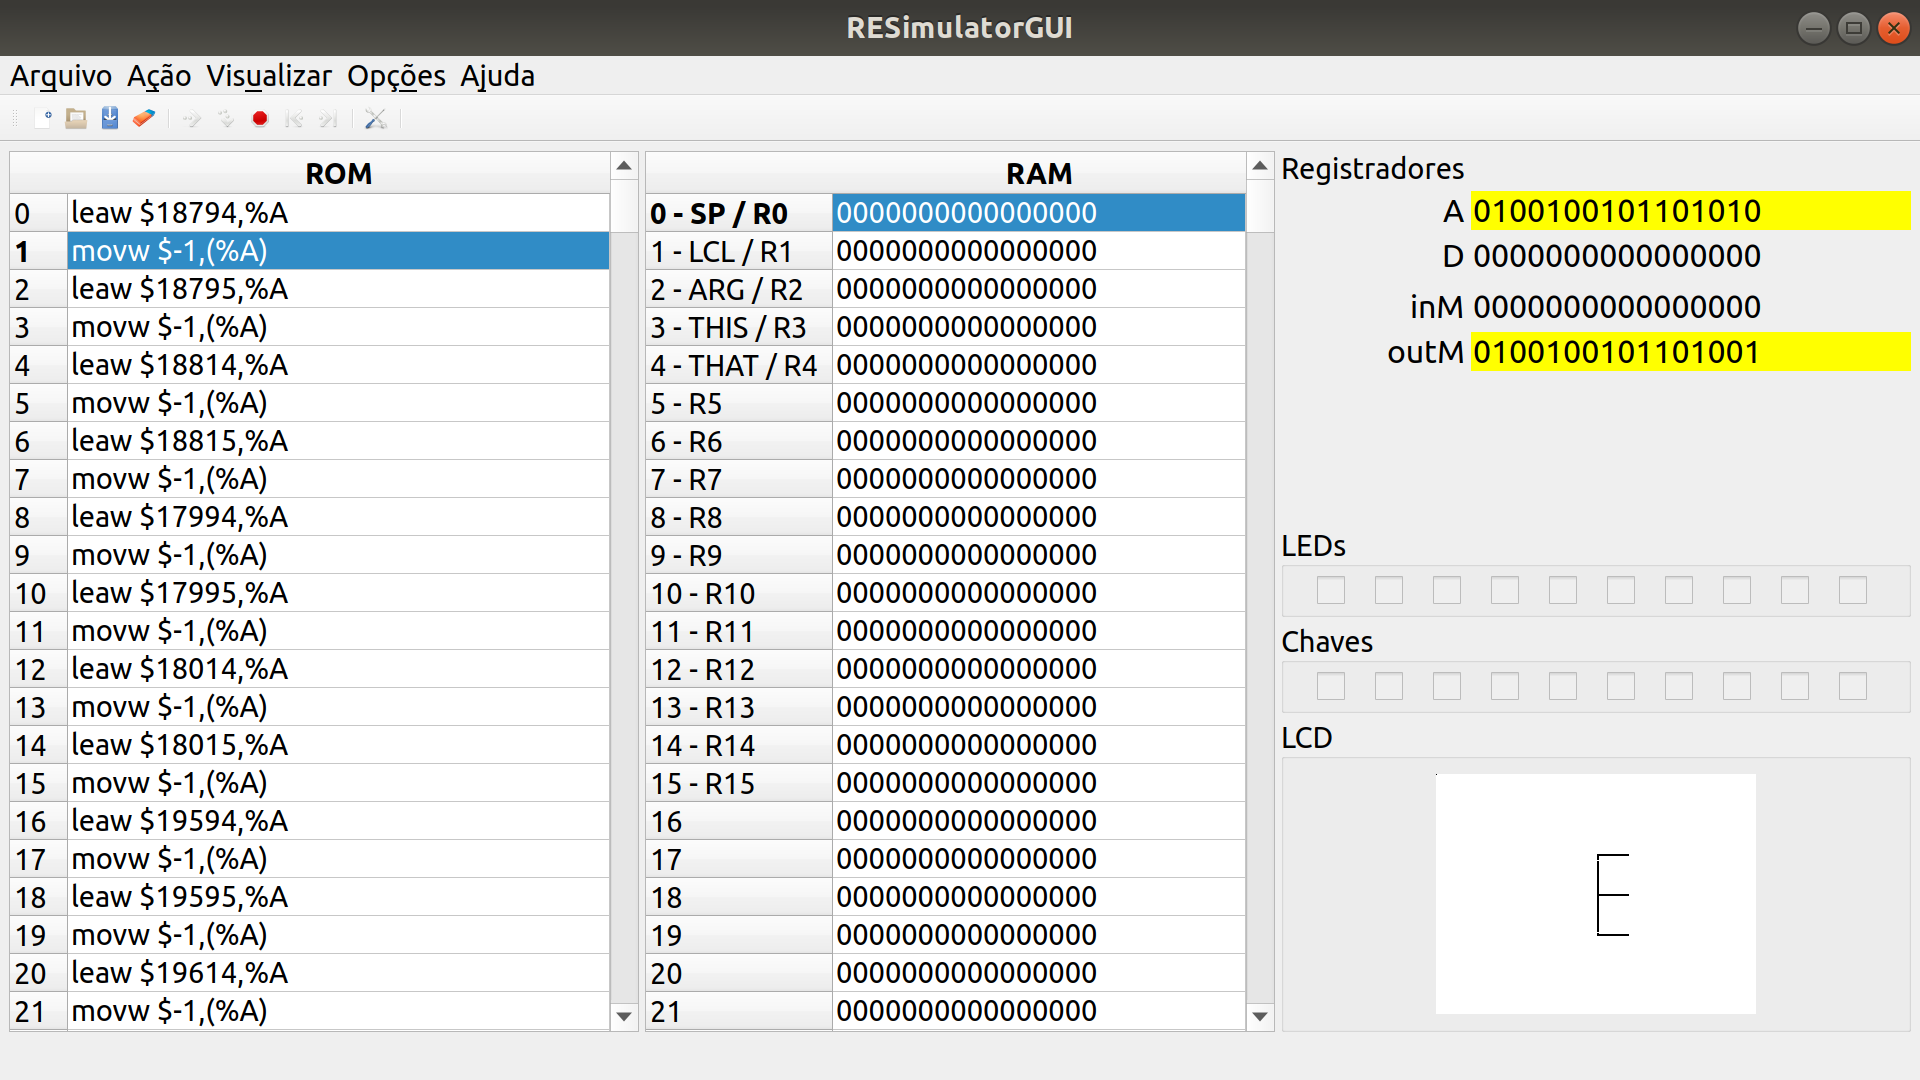 RESimulatorGUI
Arquivo Ação Visualizar Opções Ajuda
ROM
0 leaw $18794,%A
1 movw $-1,(%A)
2 leaw $18795,%A
3 movw $-1,(%A)
4 leaw $18814,%A
5 movw $-1,(%A)
6 leaw $18815,%A
7 movw $-1,(%A)
8 leaw $17994,%A
9 movw $-1,(%A)
10 leaw $17995,%A
11 movw $-1,(%A)
12 leaw $18014,%A
13 movw $-1,(%A)
14 leaw $18015,%A
15 movw $-1,(%A)
16 leaw $19594,%A
17 movw $-1,(%A)
18 leaw $19595,%A
19 movw $-1,(%A)
20 leaw $19614,%A
21 movw $-1,(%A)
RAM
0 - SP / R0 0000000000000000
1 - LCL / R1 0000000000000000
2 - ARG / R2 0000000000000000
3 - THIS / R3 0000000000000000
4 - THAT / R4 0000000000000000
5 - R5 0000000000000000
6 - R6 0000000000000000
7 - R7 0000000000000000
8 - R8 0000000000000000
9 - R9 0000000000000000
10 - R10 0000000000000000
11 - R11 0000000000000000
12 - R12 0000000000000000
13 - R13 0000000000000000
14 - R14 0000000000000000
15 - R15 0000000000000000
16 0000000000000000
17 0000000000000000
18 0000000000000000
19 0000000000000000
20 0000000000000000
21 0000000000000000
Registradores
A 0100100101101010
D 0000000000000000
inM 0000000000000000
outM 0100100101101001
LEDs
Chaves
LCD
E